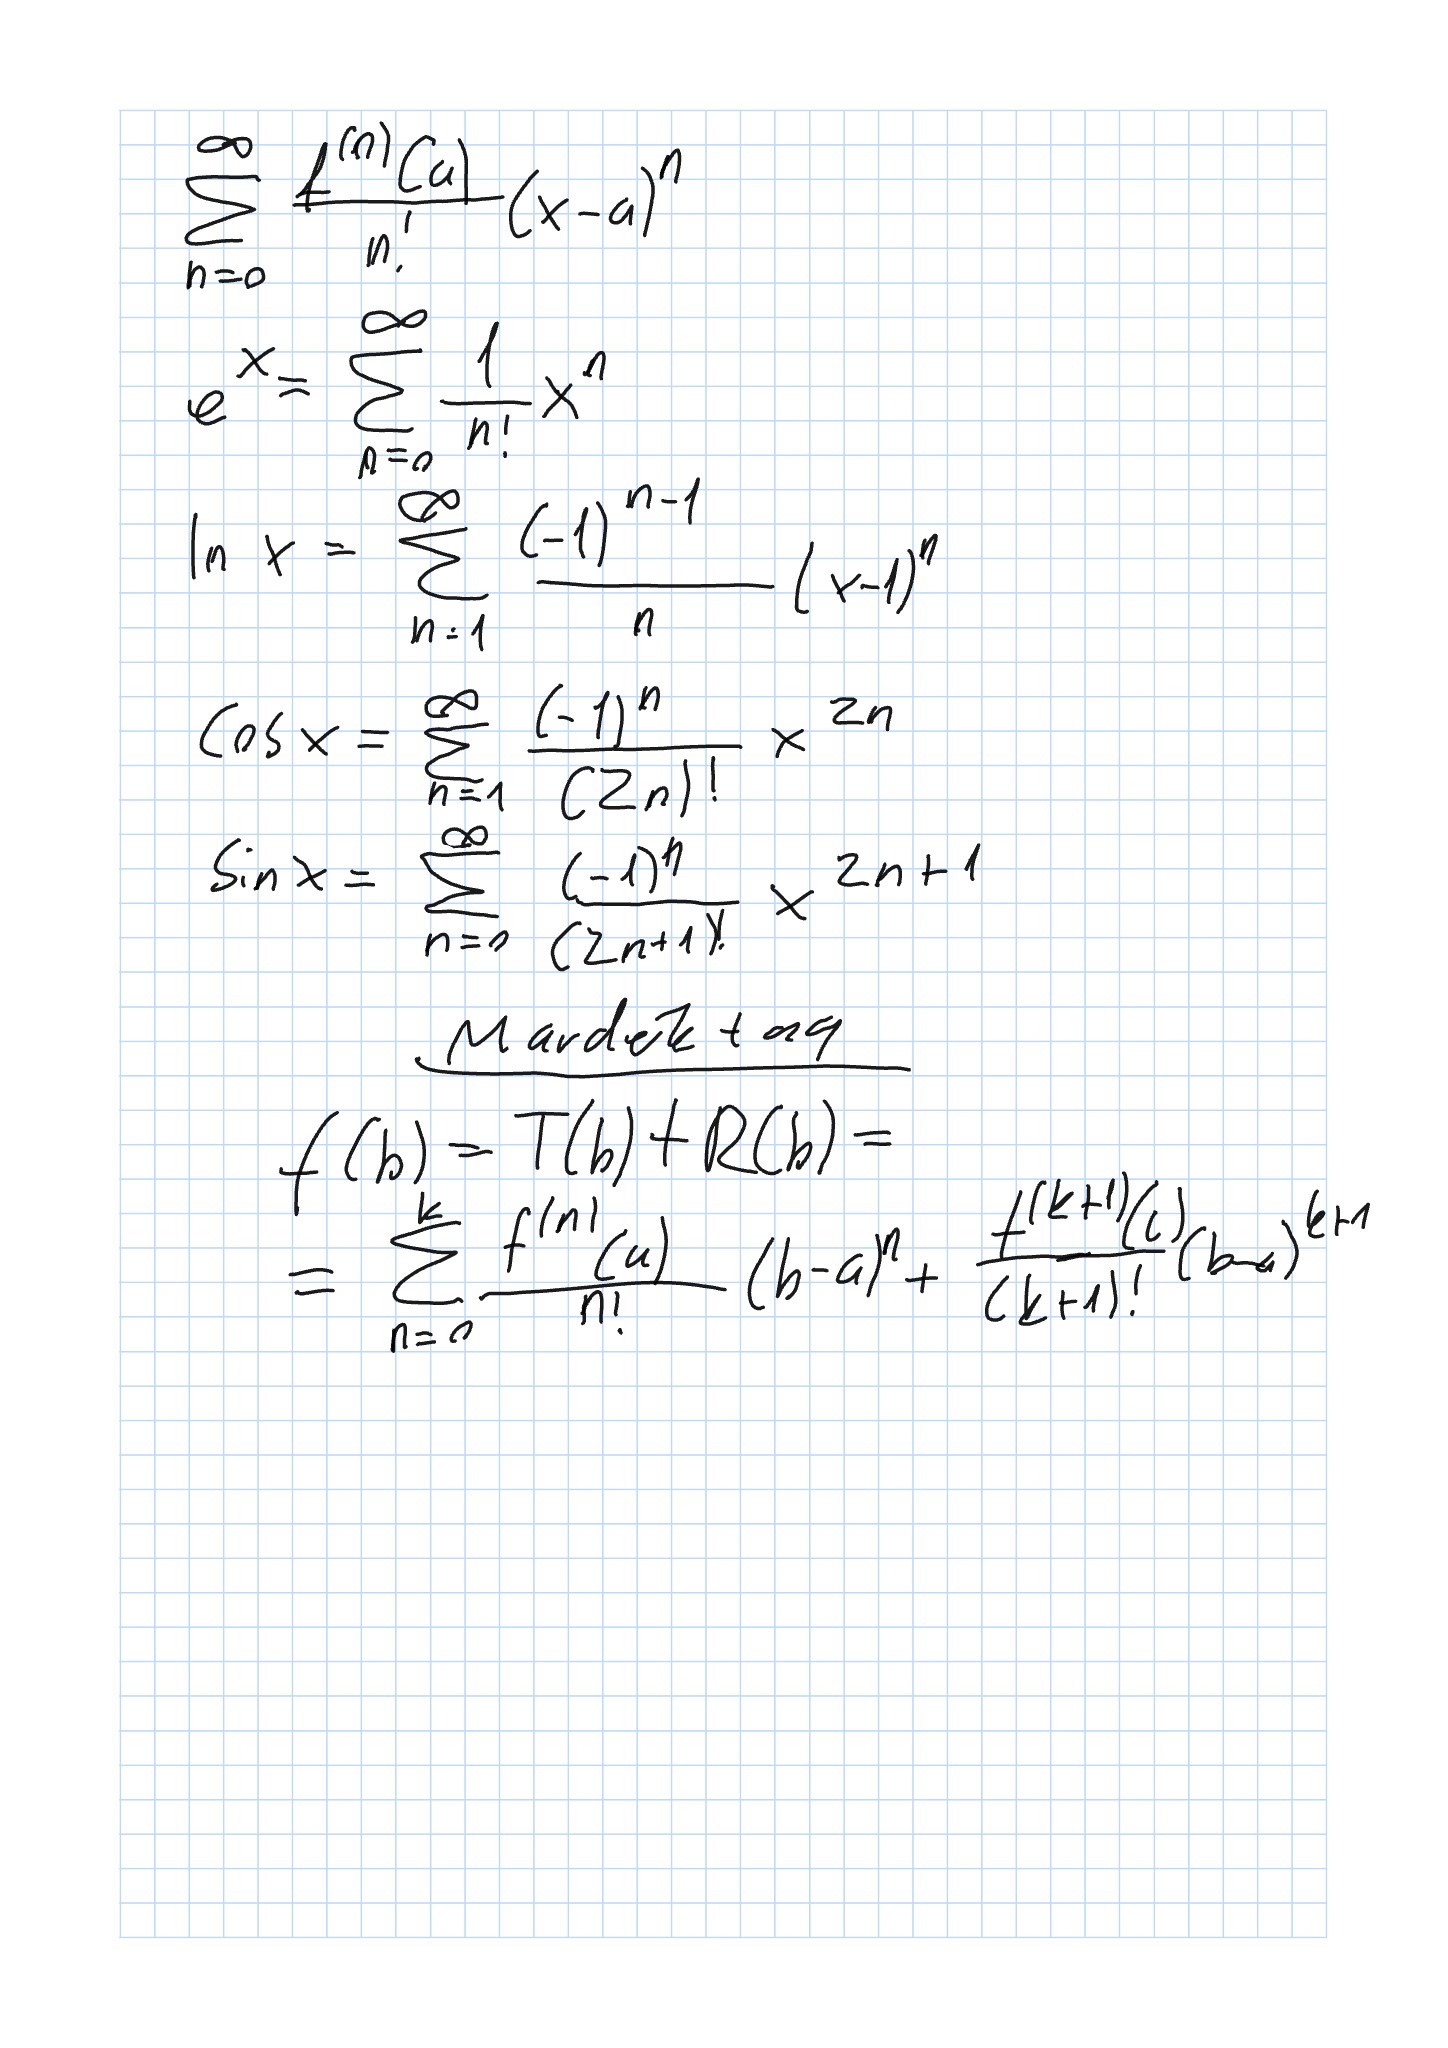 $\sum_{n=0}^{\infty} \frac{f^{(n)}(a)}{n!} (x-a)^n$
$e^x = \sum_{n=0}^{\infty} \frac{1}{n!} x^n$
$\ln x = \sum_{n=1}^{\infty} \frac{(-1)^{n-1}}{n} (x-1)^n$
$\cos x = \sum_{n=1}^{\infty} \frac{(-1)^n}{(2n)!} x^{2n}$
$\sin x = \sum_{n=0}^{\infty} \frac{(-1)^n}{(2n+1)!} x^{2n+1}$
Maradék tag
$f(b) = T(b) + R(b) =$
$= \sum_{n=0}^{k} \frac{f^{(n)}(a)}{n!} (b-a)^n + \frac{f^{(k+1)}(c)}{(k+1)!} (b-a)^{k+1}$